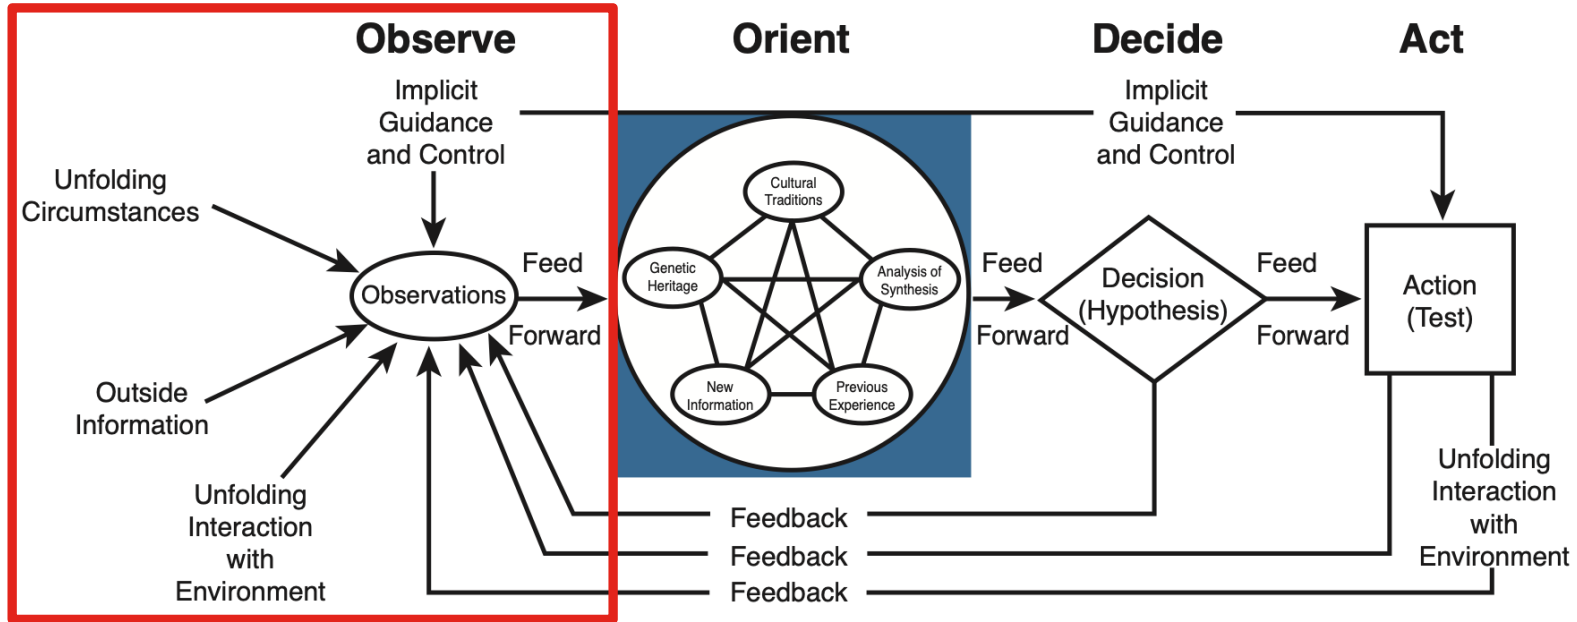 Observe
Orient
Decide
Act
Implicit
Guidance
and Control
Implicit
Guidance
and Control
Unfolding
Circumstances
Observations
Outside
Information
Unfolding
Interaction
with
Environment
Feed
Forward
Cultural
Traditions
Genetic
Heritage
Analysis of
Synthesis
New
Information
Previous
Experience
Feed
Forward
Decision
(Hypothesis)
Feed
Forward
Action
(Test)
Unfolding
Interaction
with
Environment
Feedback
Feedback
Feedback